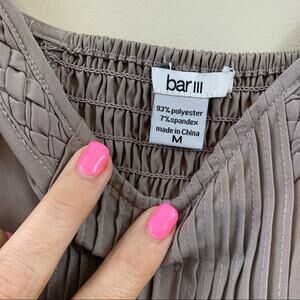 bar III
93% polyester
7% spandex
made in China
M